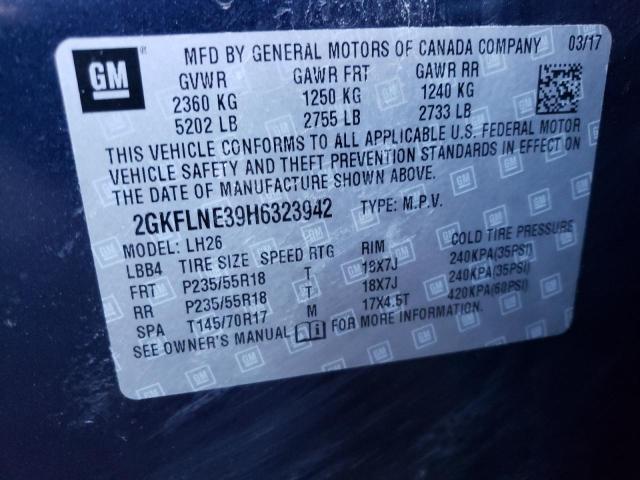 GM
MFD BY GENERAL MOTORS OF CANADA COMPANY 03/17
GVWR GAWR FRT GAWR RR
2360 KG 1250 KG 1240 KG
5202 LB 2755 LB 2733 LB
THIS VEHICLE CONFORMS TO ALL APPLICABLE U.S. FEDERAL MOTOR
VEHICLE SAFETY AND THEFT PREVENTION STANDARDS IN EFFECT ON
THE DATE OF MANUFACTURE SHOWN ABOVE.
2GKFLNE39H6323942 TYPE: M.P.V.
MODEL: LH26
LBB4 TIRE SIZE SPEED RTG RIM COLD TIRE PRESSURE
FRT P235/55R18 T 18X7J 240KPA(35PSI)
RR P235/55R18 T 18X7J 240KPA(35PSI)
SPA T145/70R17 M 17X4.5T 420KPA(60PSI)
SEE OWNER'S MANUAL FOR MORE INFORMATION.